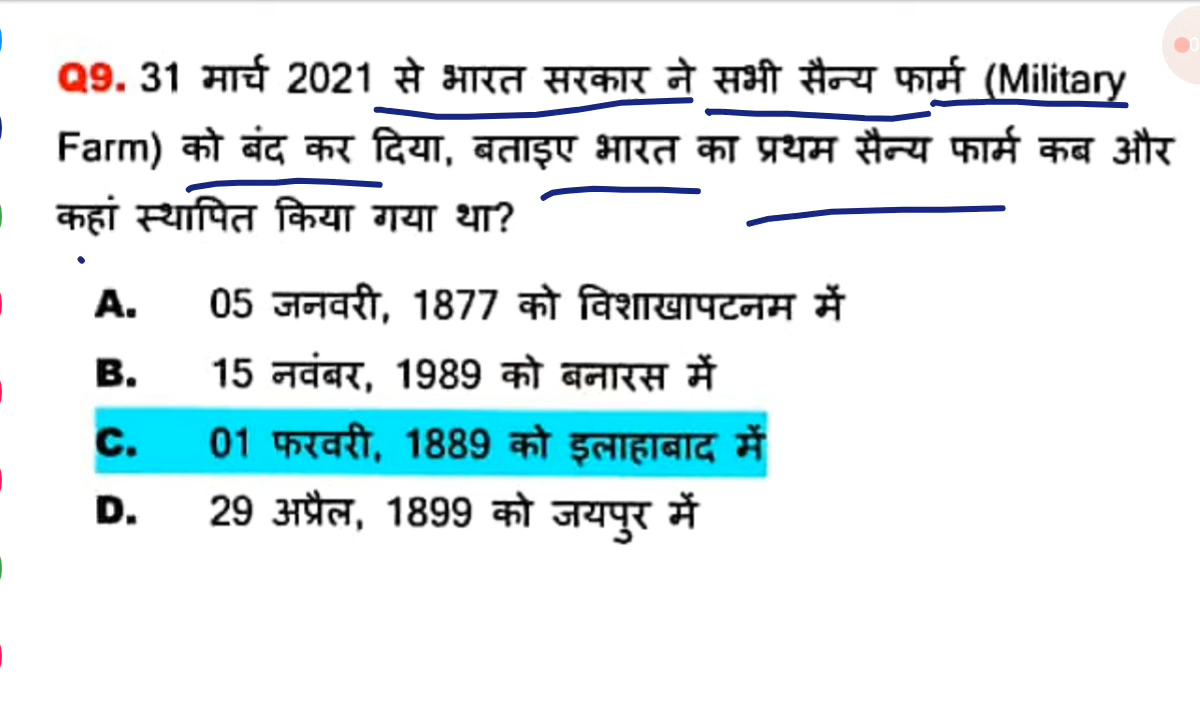 Q9. 31 मार्च 2021 से भारत सरकार ने सभी सैन्य फार्म (Military
Farm) को बंद कर दिया, बताइए भारत का प्रथम सैन्य फार्म कब और
कहां स्थापित किया गया था?
A. 05 जनवरी, 1877 को विशाखापटनम में
B. 15 नवंबर, 1989 को बनारस में
C. 01 फरवरी, 1889 को इलाहाबाद में
D. 29 अप्रैल, 1899 को जयपुर में